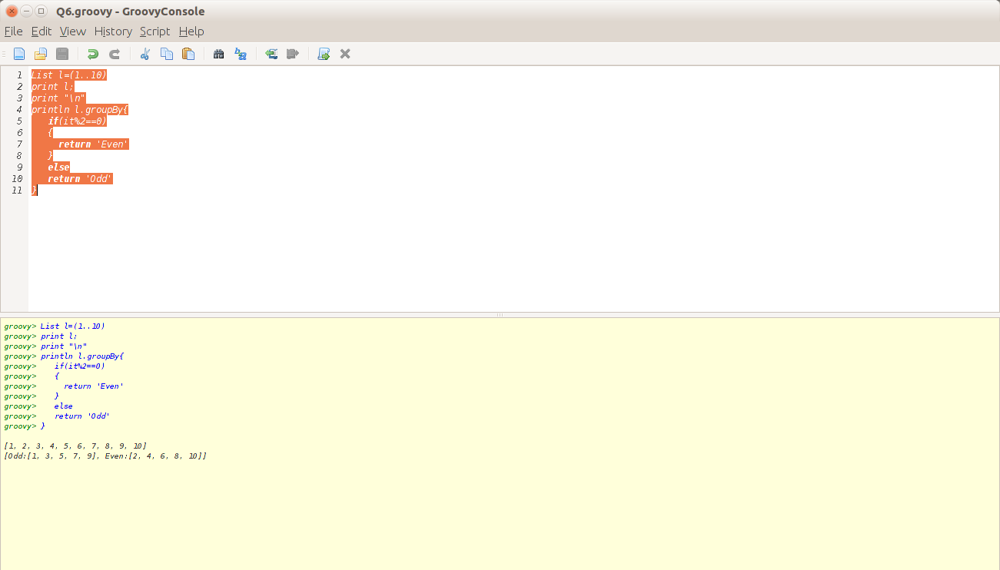 Q6.groovy - GroovyConsole
File Edit View History Script Help
1 List l=(1..10)
2 print l;
3 print "\n"
4 println l.groupBy{
5    if(it%2==0)
6    {
7      return 'Even'
8    }
9    else
10    return 'Odd'
11 }
groovy> List l=(1..10)
groovy> print l;
groovy> print "\n"
groovy> println l.groupBy{
groovy>    if(it%2==0)
groovy>    {
groovy>      return 'Even'
groovy>    }
groovy>    else
groovy>    return 'Odd'
groovy> }
[1, 2, 3, 4, 5, 6, 7, 8, 9, 10]
[Odd:[1, 3, 5, 7, 9], Even:[2, 4, 6, 8, 10]]